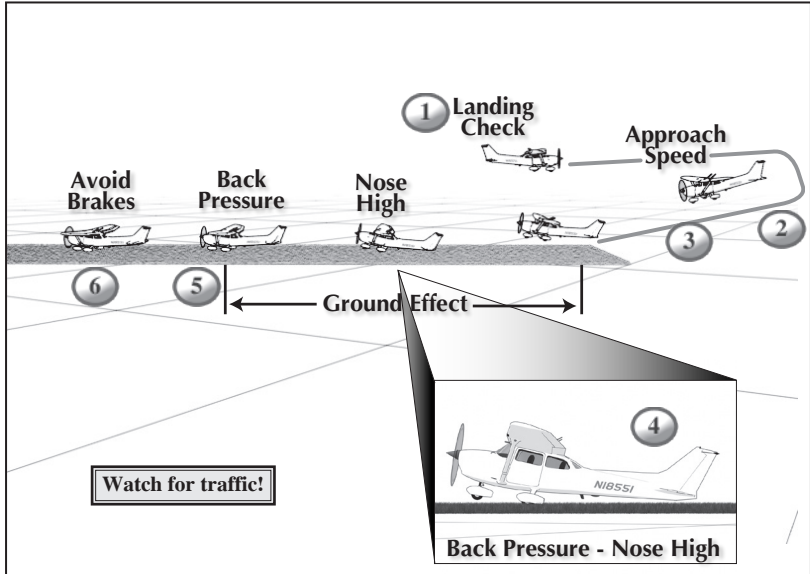 1
Landing
Check
Approach
Speed
Avoid
Brakes
Back
Pressure
Nose
High
2
3
6
5
Ground Effect
4
N18551
Watch for traffic!
Back Pressure - Nose High